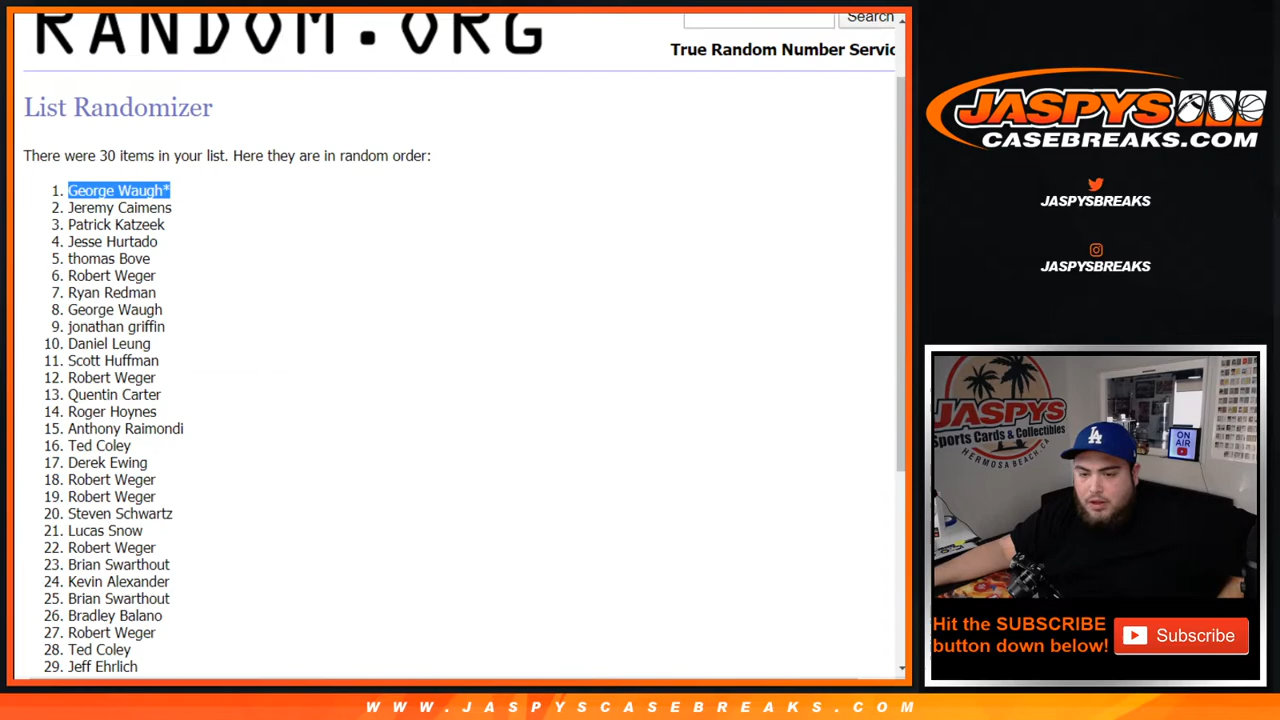 RANDOM.ORG
Search
True Random Number Servic
List Randomizer
There were 30 items in your list. Here they are in random order:
1. George Waugh*
2. Jeremy Caimens
3. Patrick Katzeek
4. Jesse Hurtado
5. thomas Bove
6. Robert Weger
7. Ryan Redman
8. George Waugh
9. jonathan griffin
10. Daniel Leung
11. Scott Huffman
12. Robert Weger
13. Quentin Carter
14. Roger Hoynes
15. Anthony Raimondi
16. Ted Coley
17. Derek Ewing
18. Robert Weger
19. Robert Weger
20. Steven Schwartz
21. Lucas Snow
22. Robert Weger
23. Brian Swarthout
24. Kevin Alexander
25. Brian Swarthout
26. Bradley Balano
27. Robert Weger
28. Ted Coley
29. Jeff Ehrlich
JASPYS
CASEBREAKS.COM
JASPYSBREAKS
JASPYSBREAKS
JASPYS
Sports Cards & Collectibles
HERMOSA BEACH, CA
ON
AIR
LA
Hit the SUBSCRIBE
button down below!
Subscribe
WWW.JASPYSCASEBREAKS.COM